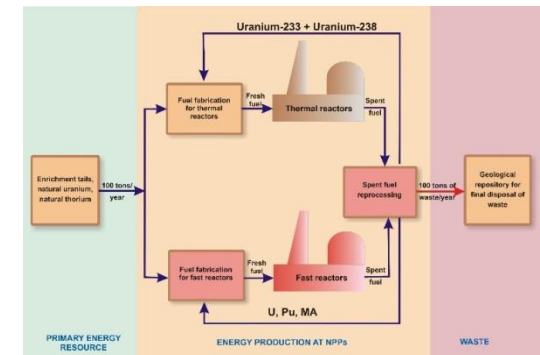 Uranium-233 + Uranium-238
Fuel fabrication
for thermal
reactors
Fresh
fuel
Thermal reactors
Spent
fuel
Enrichment tails,
natural uranium,
natural thorium
100 tons/
year
Spent fuel
reprocessing
100 tons of
waste/year
Geological
repository for
final disposal of
waste
Fuel fabrication
for fast reactors
Fresh
fuel
Fast reactors
Spent
fuel
U, Pu, MA
PRIMARY ENERGY
RESOURCE
ENERGY PRODUCTION AT NPPs
WASTE